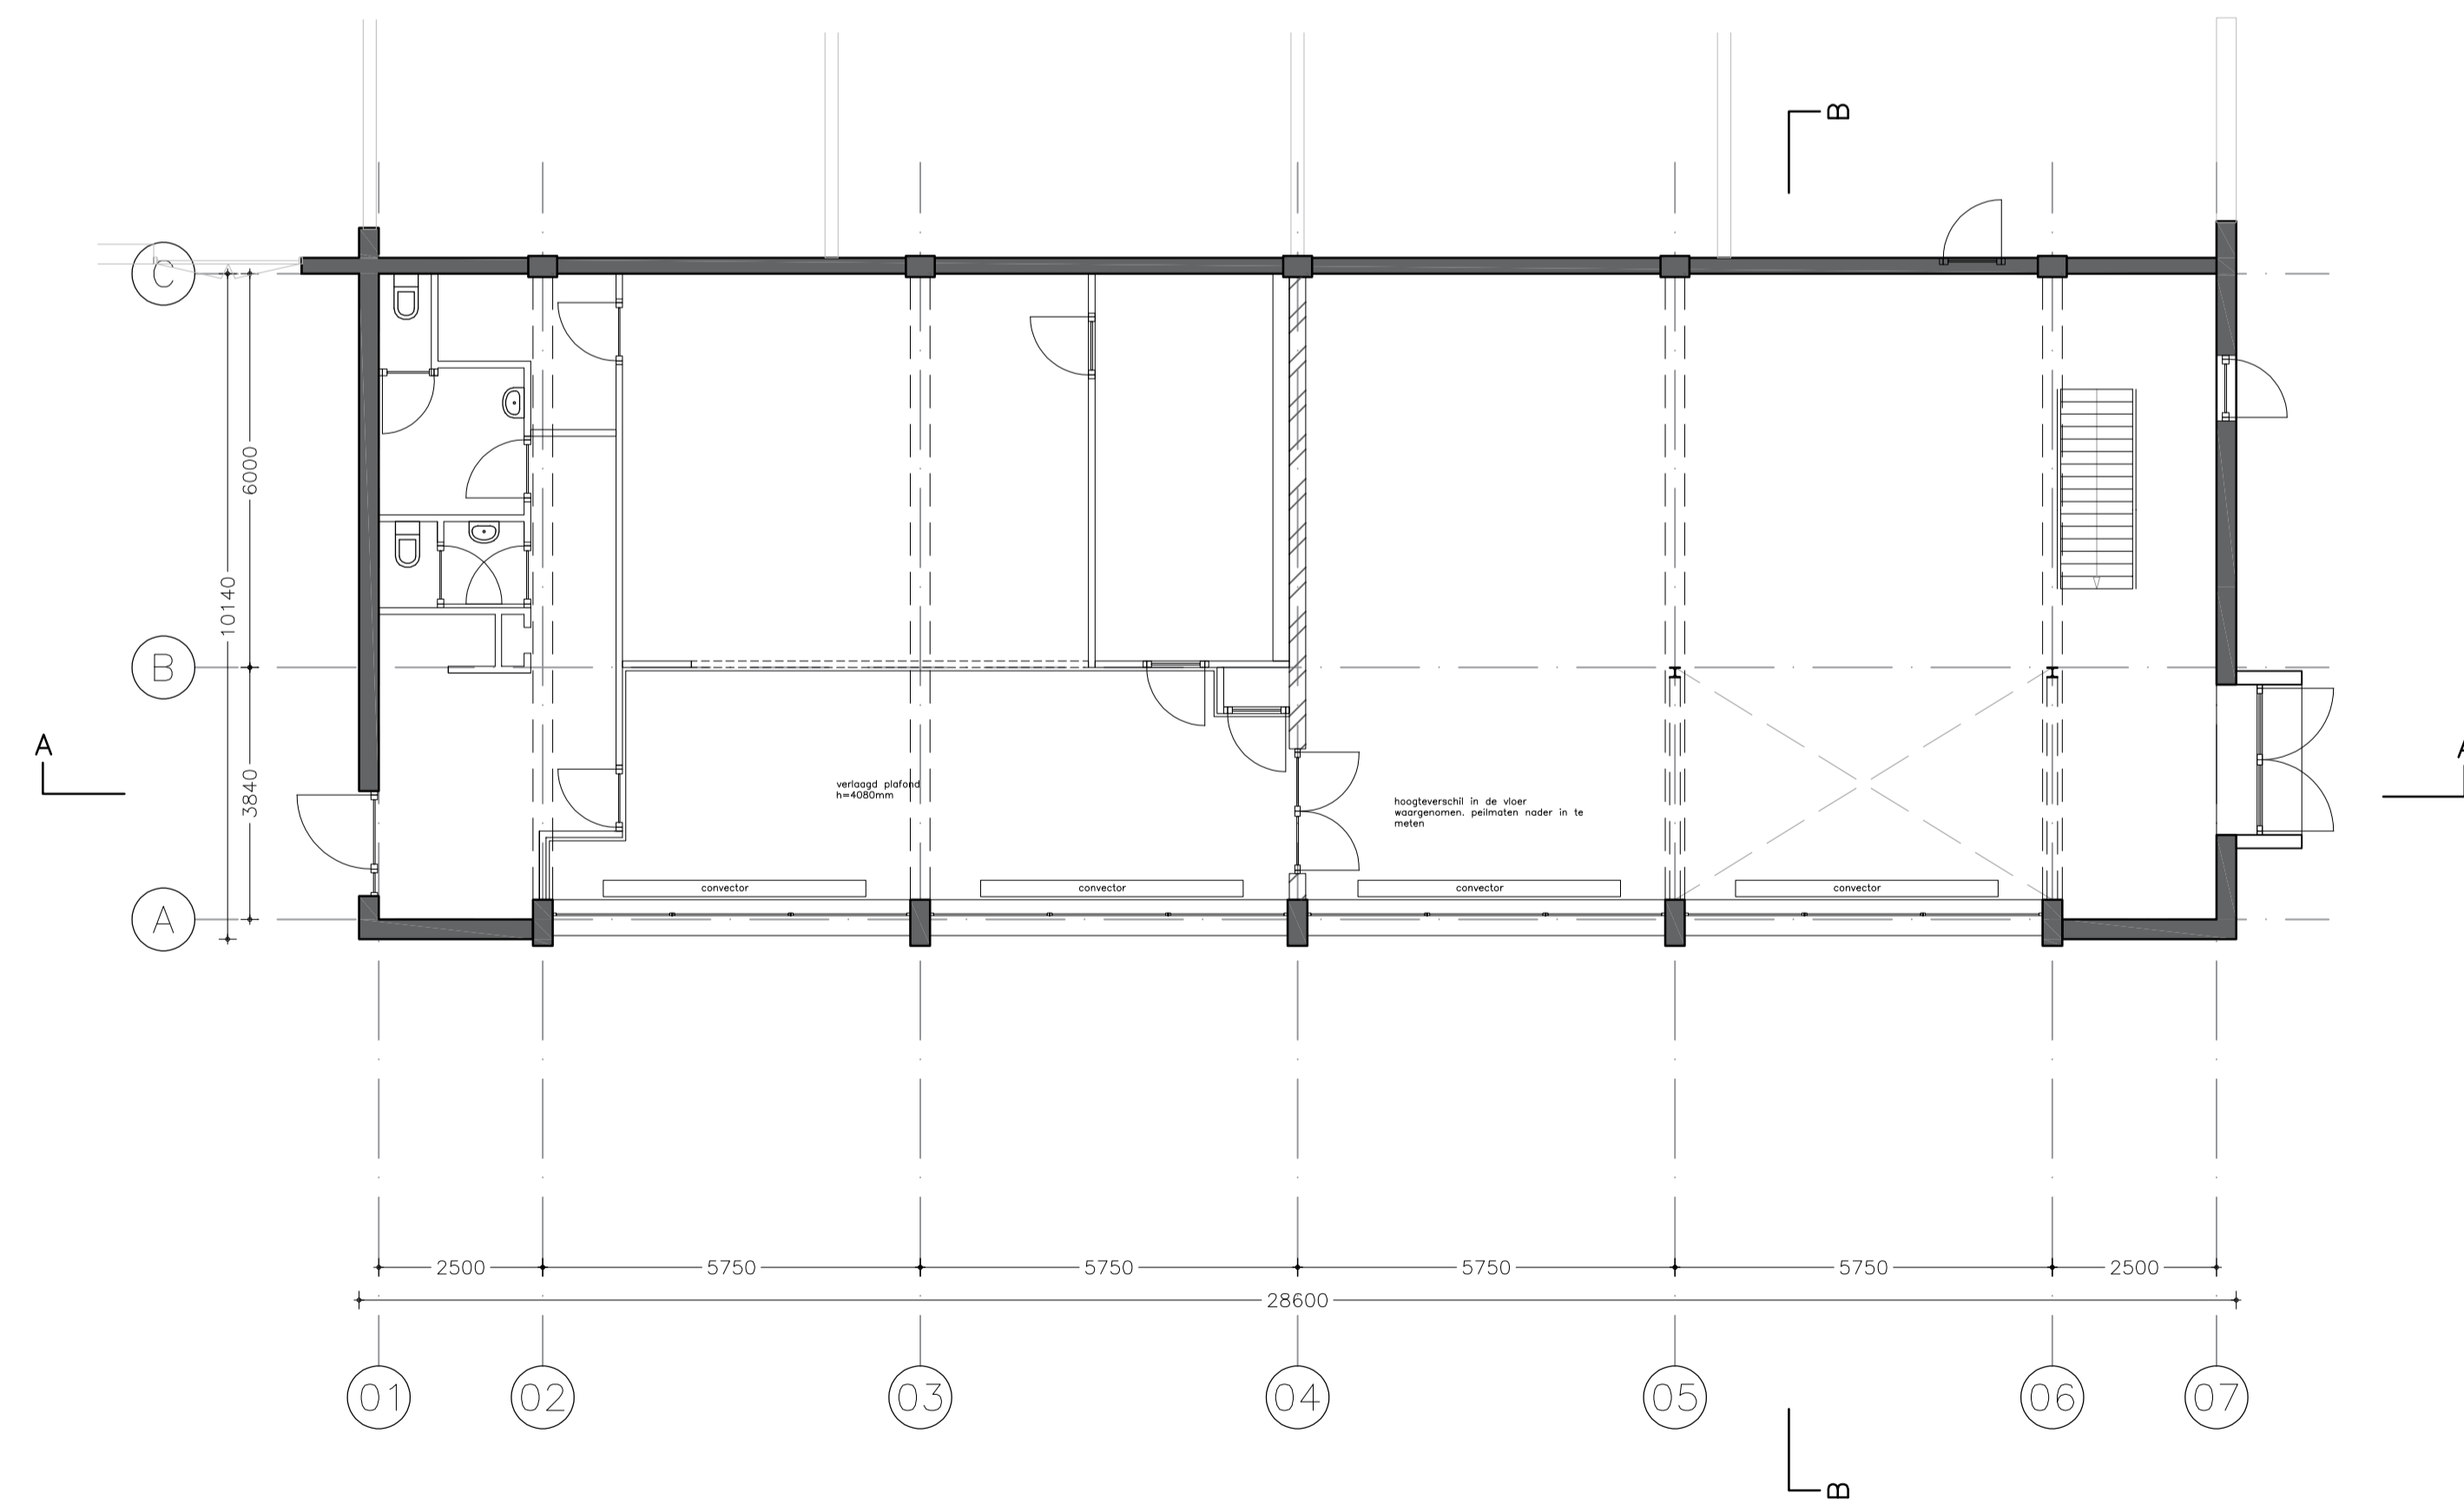 B
C
6000
10140
B
A
A
3840
verlaagd plafond
h=4080mm
hoogteverschil in de vloer
waargenomen. peilmaten nader in te
meten
convector
convector
convector
convector
A
2500
5750
5750
5750
5750
2500
28600
01
02
03
04
05
06
07
B